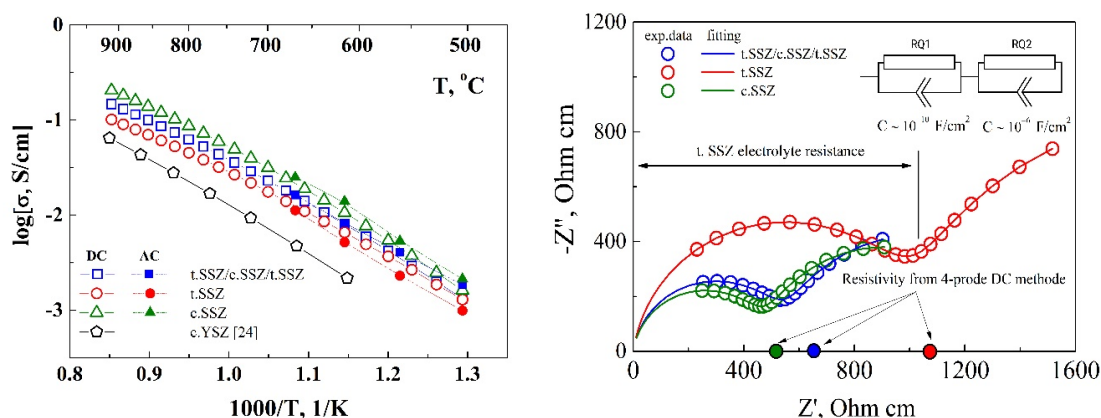 900 800 700 600 500
T, °C
0
-1
-2
-3
log[σ, S/cm]
DC AC
t.SSZ/c.SSZ/t.SSZ
t.SSZ
c.SSZ
c.YSZ [24]
0.8 0.9 1.0 1.1 1.2 1.3
1000/T, 1/K
1200
800
400
0
-Z'', Ohm cm
exp.data fitting
t.SSZ/c.SSZ/t.SSZ
t.SSZ
c.SSZ
RQ1 RQ2
C ~ 10⁻¹⁰ F/cm² C ~ 10⁻⁶ F/cm²
t. SSZ electrolyte resistance
Resistivity from 4-prode DC methode
0 400 800 1200 1600
Z', Ohm cm